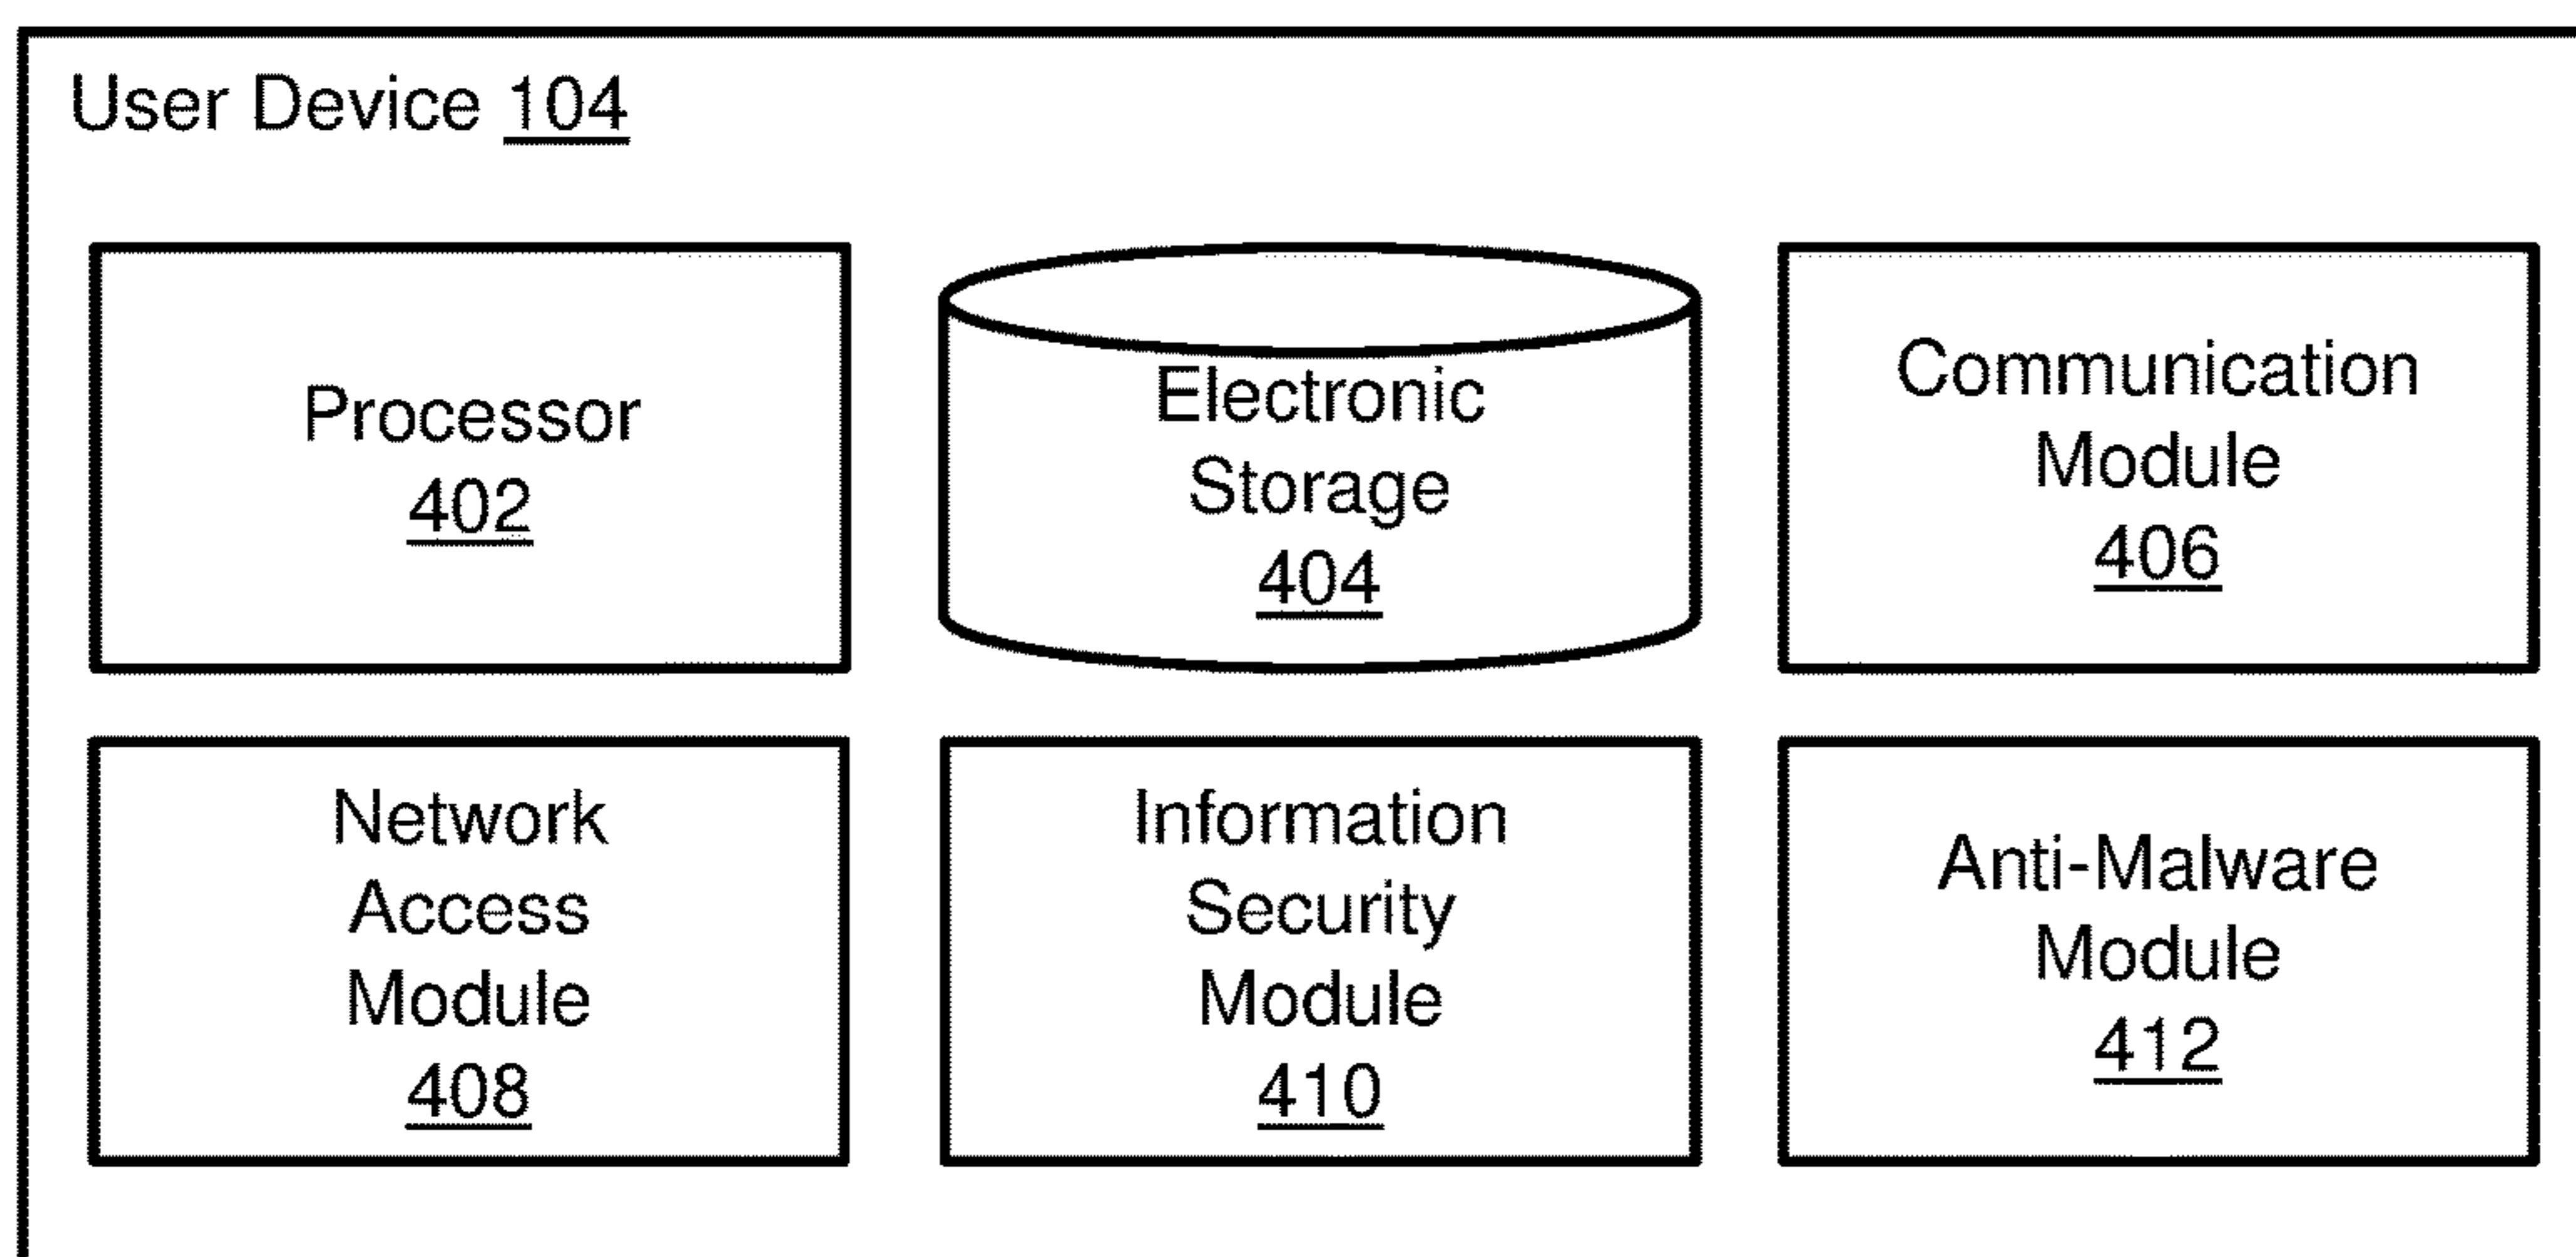 User Device 104
Processor
402
Electronic
Storage
404
Communication
Module
406
Network
Access
Module
408
Information
Security
Module
410
Anti-Malware
Module
412